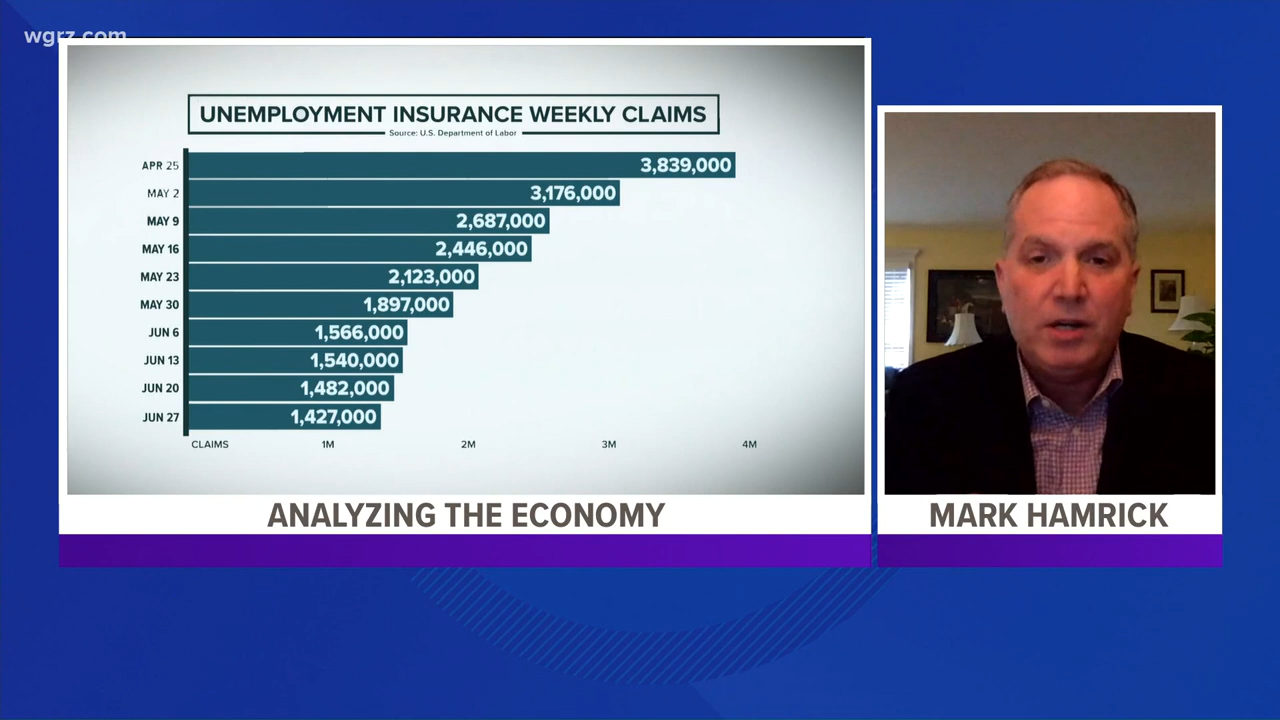 wgrz.com
UNEMPLOYMENT INSURANCE WEEKLY CLAIMS
Source: U.S. Department of Labor
APR 25 3,839,000
MAY 2 3,176,000
MAY 9 2,687,000
MAY 16 2,446,000
MAY 23 2,123,000
MAY 30 1,897,000
JUN 6 1,566,000
JUN 13 1,540,000
JUN 20 1,482,000
JUN 27 1,427,000
CLAIMS 1M 2M 3M 4M
ANALYZING THE ECONOMY
MARK HAMRICK